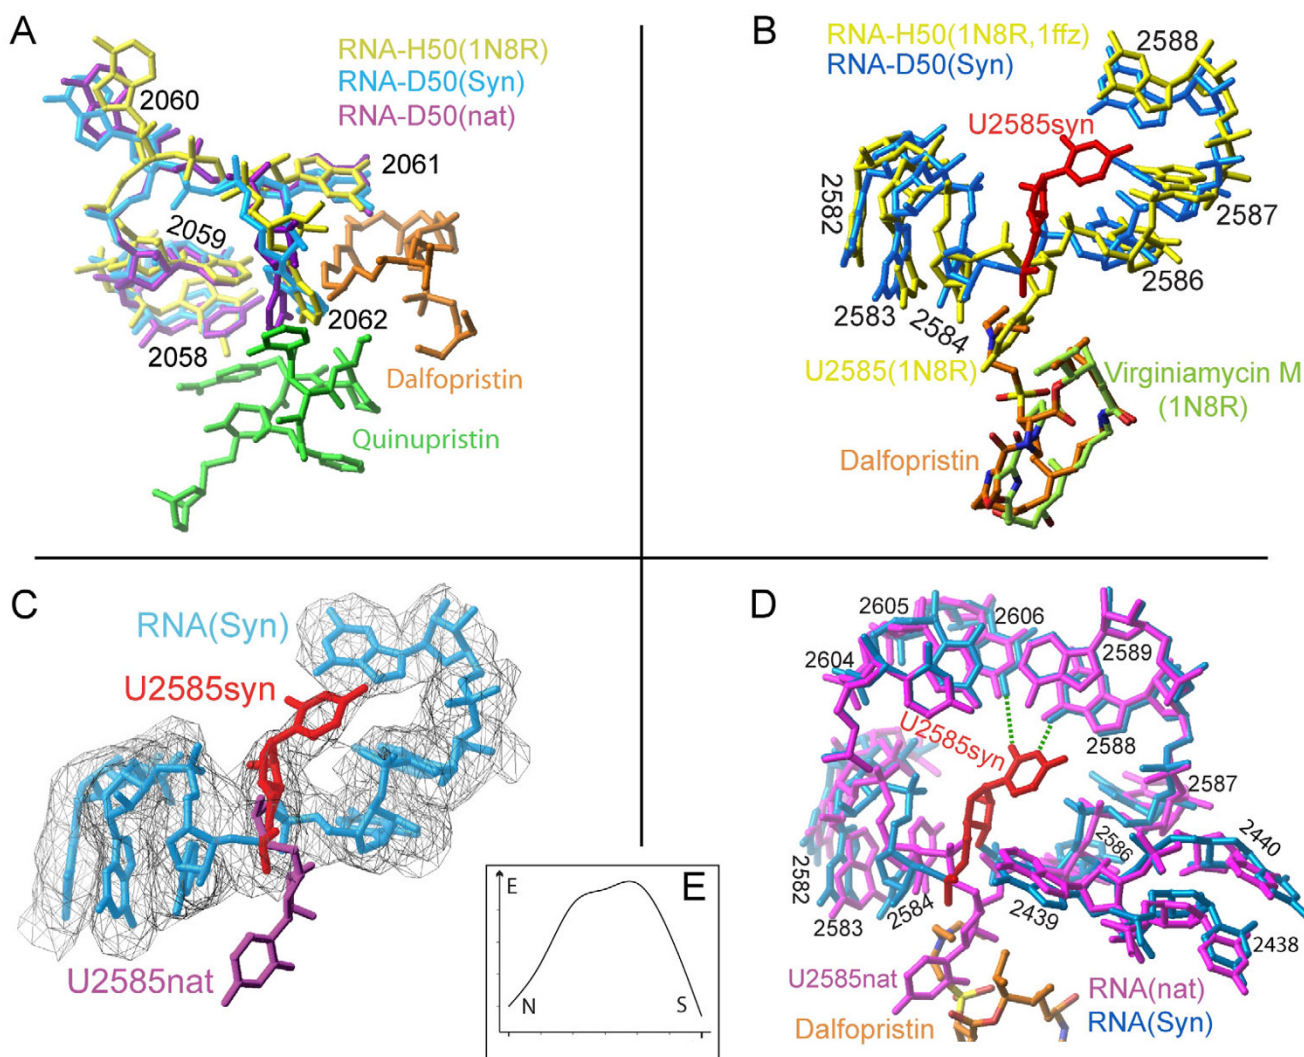 A
RNA-H50(1N8R)
RNA-D50(Syn)
RNA-D50(nat)
2060
2061
2059
2058
2062
Dalfopristin
Quinupristin
B
RNA-H50(1N8R,1ffz)
RNA-D50(Syn)
2588
U2585syn
2582
2587
2586
2583
2584
U2585(1N8R)
Virginiamycin M
(1N8R)
Dalfopristin
C
RNA(Syn)
U2585syn
U2585nat
E
E
N
S
D
2605
2606
2604
2589
U2585syn
2588
2587
2586
2440
2582
2583
2584
2439
2438
U2585nat
Dalfopristin
RNA(nat)
RNA(Syn)